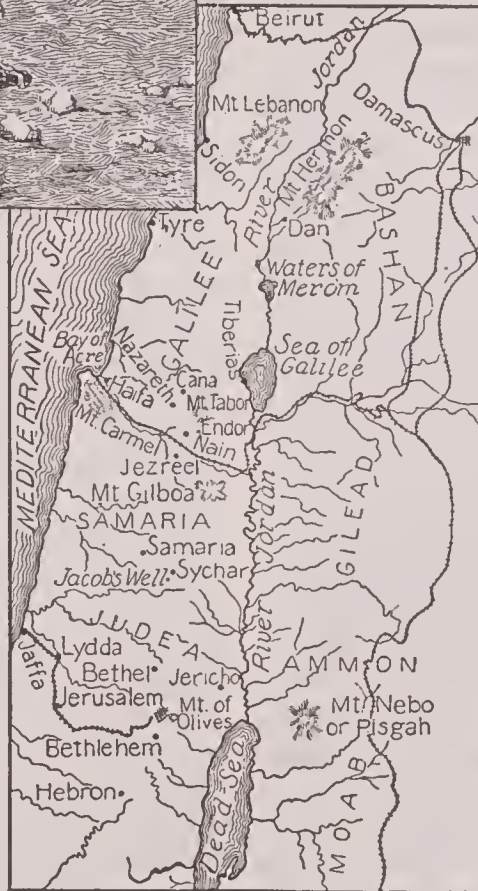 Beirut
Jordan
Mt Lebanon
Damascus
Sidon
River
Mt Hermon
BASHAN
Tyre
Dan
MEDITERRANEAN SEA
GALILEE
Waters of
Merom
Tiberias
Bay of
Acre
Nazareth
Sea of
Galilee
Haifa
Cana
Mt. Tabor
Mt. Carmel
Endor
Nain
Jezreel
Mt Gilboa
Jordan
GILEAD
SAMARIA
Samaria
Jacob's Well
Sychar
JUDEA
River
Jaffa
Lydda
AMMON
Bethel
Jericho
Jerusalem
Mt. of
Olives
Mt. Nebo
or Pisgah
Bethlehem
Hebron
Dead Sea
MOAB